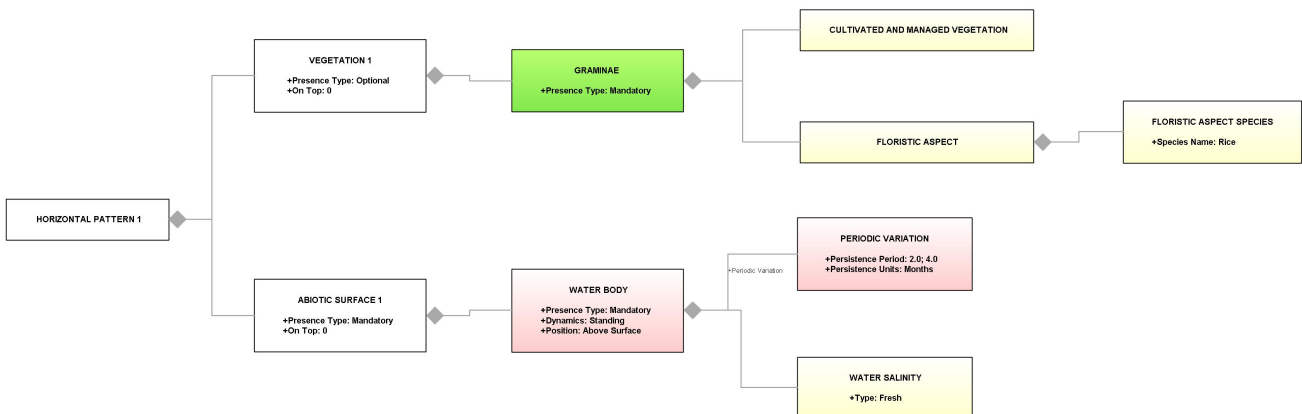 CULTIVATED AND MANAGED VEGETATION
VEGETATION 1
+Presence Type: Optional
+On Top: 0
GRAMINAE
+Presence Type: Mandatory
FLORISTIC ASPECT
FLORISTIC ASPECT SPECIES
+Species Name: Rice
HORIZONTAL PATTERN 1
ABIOTIC SURFACE 1
+Presence Type: Mandatory
+On Top: 0
WATER BODY
+Presence Type: Mandatory
+Dynamics: Standing
+Position: Above Surface
+Periodic Variation
PERIODIC VARIATION
+Persistence Period: 2.0; 4.0
+Persistence Units: Months
WATER SALINITY
+Type: Fresh